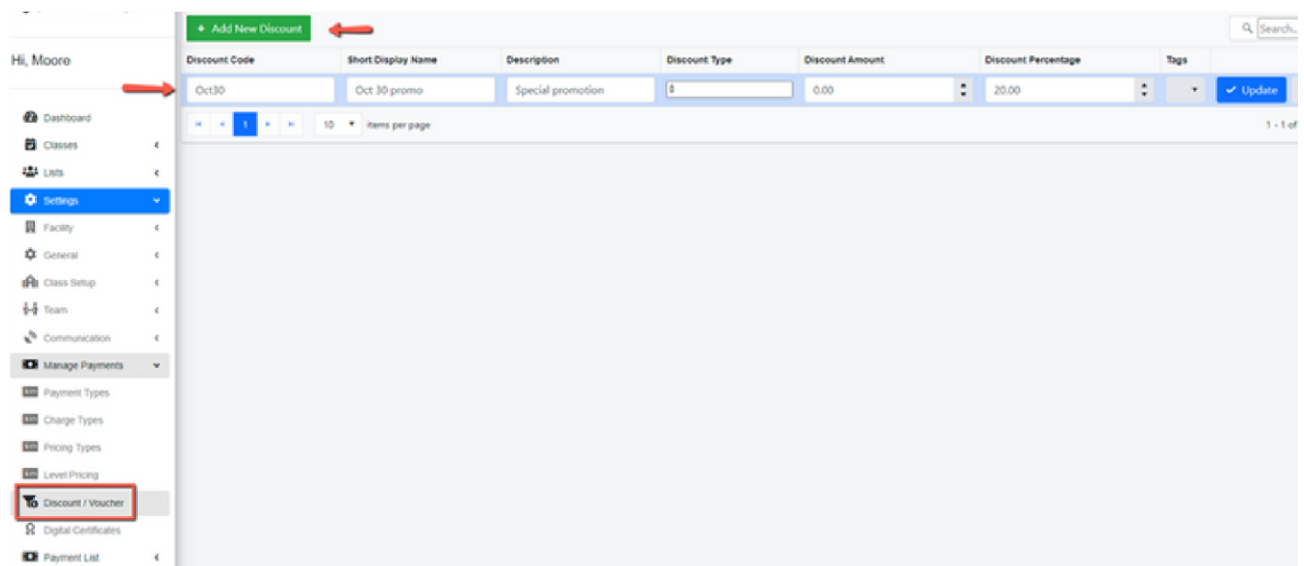 + Add New Discount
Search...
Hi, Moore
Discount Code Short Display Name Description Discount Type Discount Amount Discount Percentage Tags
Oct30 Oct 30 promo Special promotion 0 0.00 20.00 Update
1 10 items per page 1 - 1 of
Dashboard
Classes
Lists
Settings
Facility
General
Class Setup
Team
Communication
Manage Payments
Payment Types
Charge Types
Pricing Types
Level Pricing
Discount / Voucher
Digital Certificates
Payment List